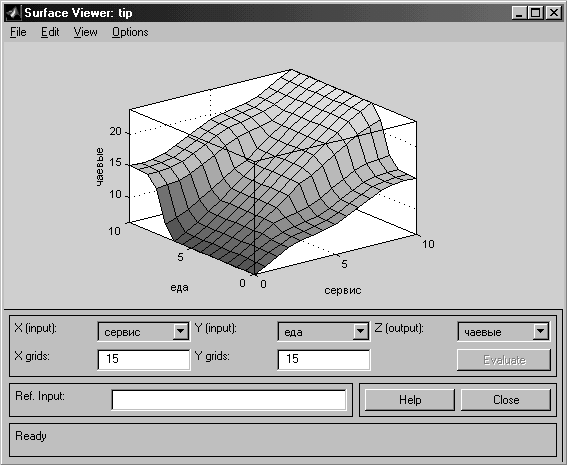 Surface Viewer: tip
File Edit View Options
20
15
10
чаевые
10
5
0
еда
0
5
10
сервис
X (input): сервис Y (input): еда Z (output): чаевые
X grids: 15 Y grids: 15 Evaluate
Ref. Input: Help Close
Ready